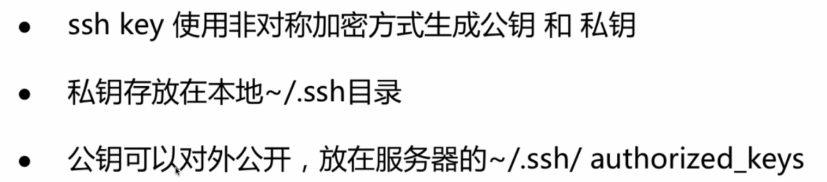 ● ssh key 使用非对称加密方式生成公钥 和 私钥
● 私钥存放在本地~/.ssh目录
● 公钥可以对外公开，放在服务器的~/.ssh/ authorized_keys